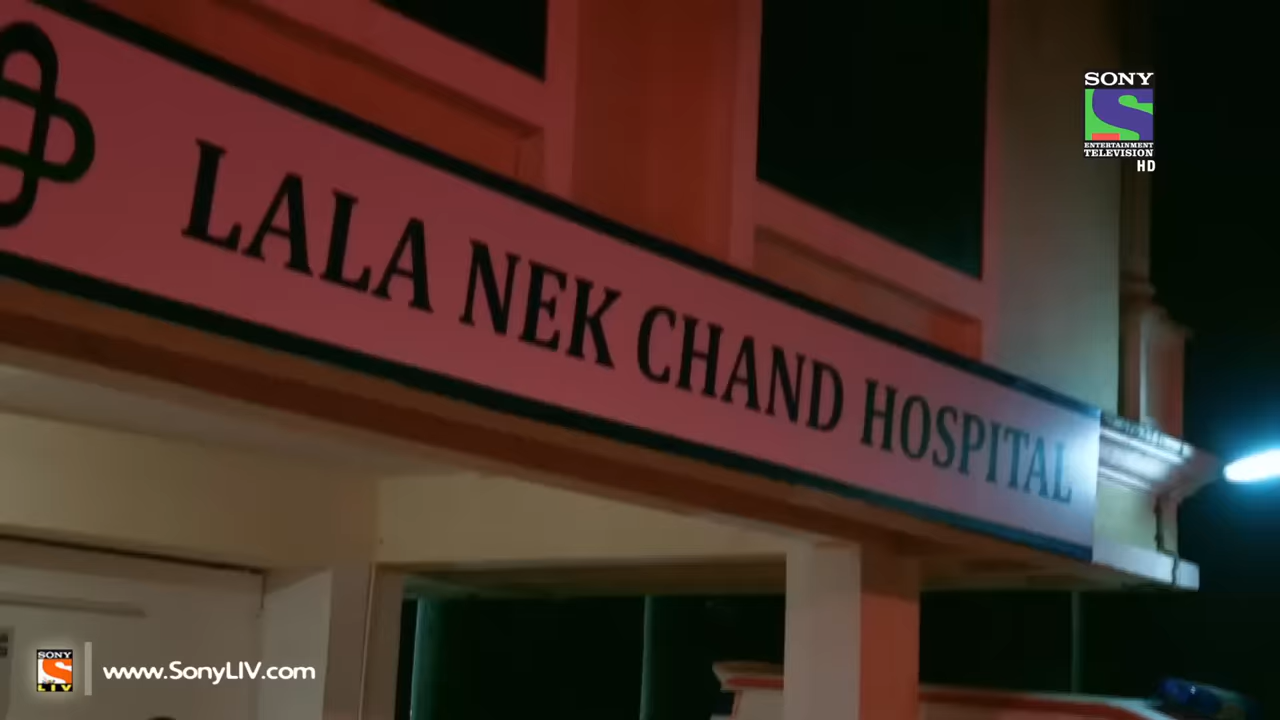 SONY
ENTERTAINMENT
TELEVISION
HD
LALA NEK CHAND HOSPITAL
SONY
LIV
www.SonyLIV.com